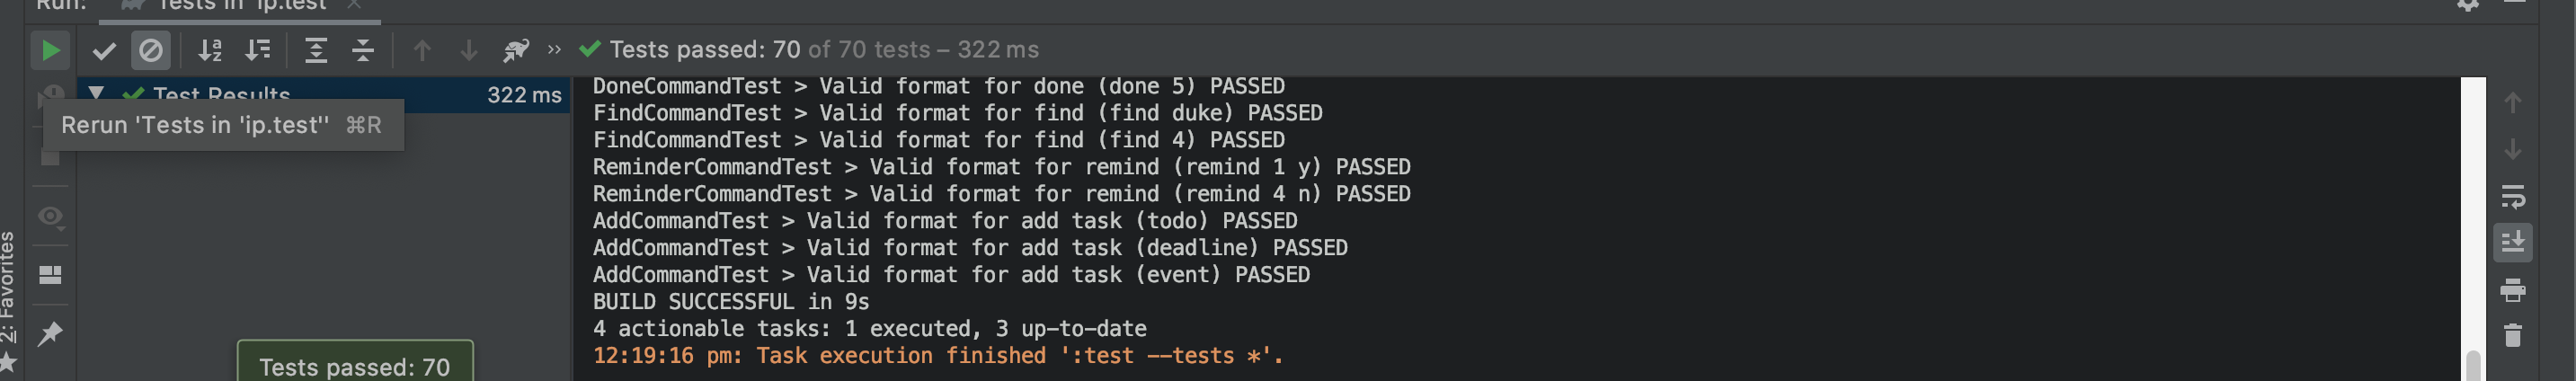 Run: Tests in 'ip.test'
Tests passed: 70 of 70 tests – 322 ms
Test Results 322 ms
Rerun 'Tests in 'ip.test'' ⌘R
DoneCommandTest > Valid format for done (done 5) PASSED
FindCommandTest > Valid format for find (find duke) PASSED
FindCommandTest > Valid format for find (find 4) PASSED
ReminderCommandTest > Valid format for remind (remind 1 y) PASSED
ReminderCommandTest > Valid format for remind (remind 4 n) PASSED
AddCommandTest > Valid format for add task (todo) PASSED
AddCommandTest > Valid format for add task (deadline) PASSED
AddCommandTest > Valid format for add task (event) PASSED
BUILD SUCCESSFUL in 9s
4 actionable tasks: 1 executed, 3 up-to-date
12:19:16 pm: Task execution finished ':test --tests *'.
Tests passed: 70
2: Favorites